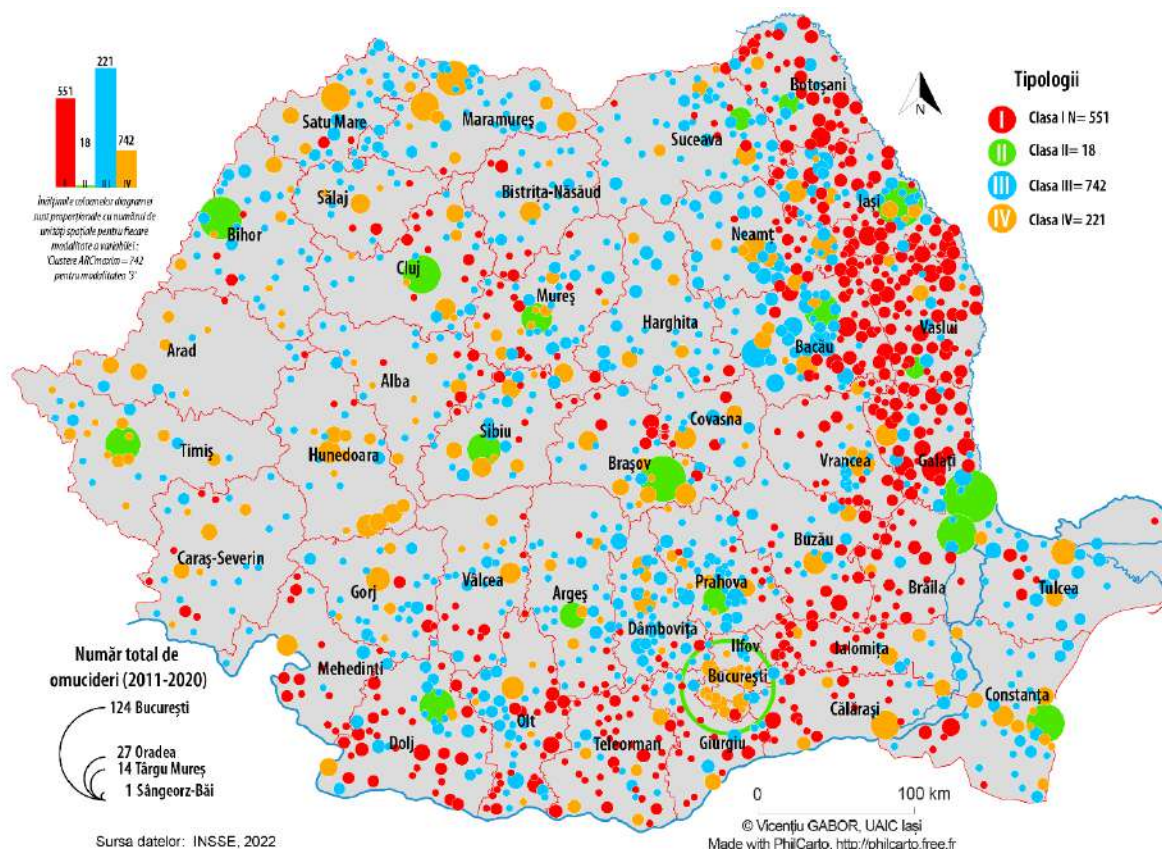 221
551
742
18
I II III IV
Înălțimile coloanelor diagramei
sunt proporționale cu numărul de
unități spațiale pentru fiecare
modalitate a variabilei :
'Clustere ARC maxim = 742
pentru modalitatea '3'
N
Tipologii
I Clasa I N= 551
II Clasa II= 18
III Clasa III= 742
IV Clasa IV= 221
Botoșani
Satu Mare
Maramureș
Suceava
Sălaj
Bistrița-Năsăud
Iași
Bihor
Neamț
Cluj
Mureș
Harghita
Vaslui
Bacău
Arad
Alba
Covasna
Sibiu
Timiș
Hunedoara
Brașov
Vrancea
Galați
Caraș-Severin
Buzău
Gorj
Vâlcea
Argeș
Prahova
Brăila
Tulcea
Dâmbovița
Ilfov
Ialomița
Mehedinți
București
Constanța
Călărași
Olt
Dolj
Teleorman
Giurgiu
Număr total de
omucideri (2011-2020)
124 București
27 Oradea
14 Târgu Mureș
1 Sângeorz-Băi
0 100 km
Sursa datelor: INSSE, 2022
© Vicențiu GABOR, UAIC Iași
Made with PhilCarto, http://philcarto.free.fr